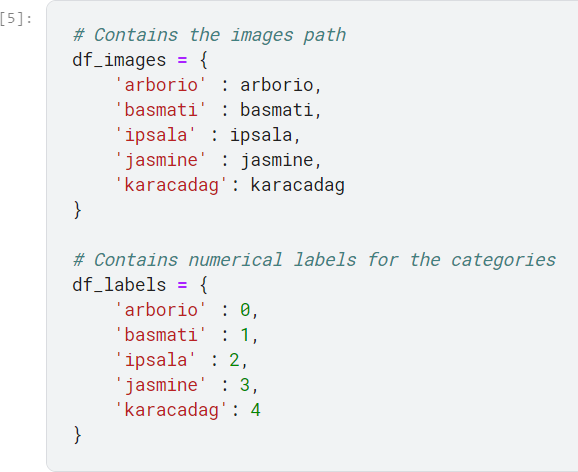 [5]:
# Contains the images path
df_images = {
    'arborio' : arborio,
    'basmati' : basmati,
    'ipsala' : ipsala,
    'jasmine' : jasmine,
    'karacadag': karacadag
}

# Contains numerical labels for the categories
df_labels = {
    'arborio' : 0,
    'basmati' : 1,
    'ipsala' : 2,
    'jasmine' : 3,
    'karacadag': 4
}